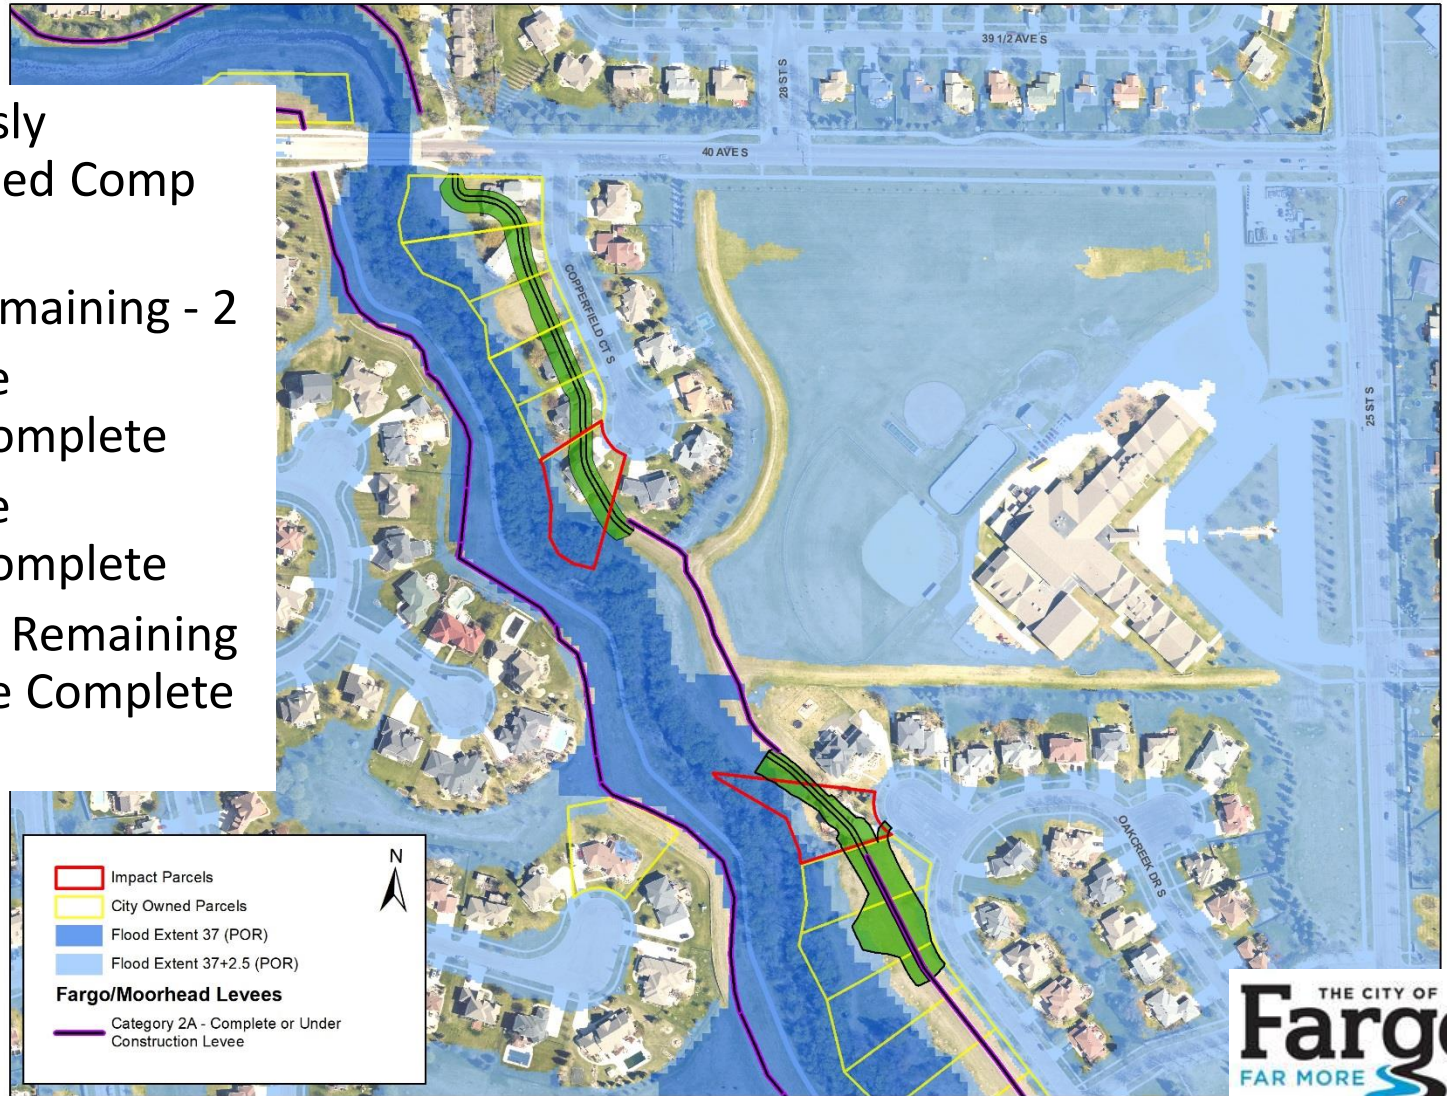 sly
ed Comp
maining - 2
e
omplete
e
omplete
Remaining
e Complete
39 1/2 AVE S
28 ST S
40 AVE S
COPPERFIELD CT S
25 ST S
OAKCREEK DR S
N
Impact Parcels
City Owned Parcels
Flood Extent 37 (POR)
Flood Extent 37+2.5 (POR)
Fargo/Moorhead Levees
Category 2A - Complete or Under
Construction Levee
THE CITY OF
Fargo
FAR MORE